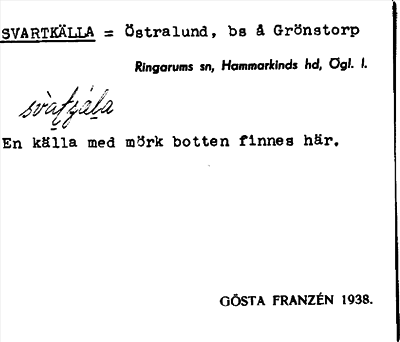 SVARTKÄLLA = Östralund, bs å Grönstorp
Ringarums sn, Hammarkinds hd, Ögl. l.
En källa med mörk botten finnes här.
GÖSTA FRANZÉN 1938.